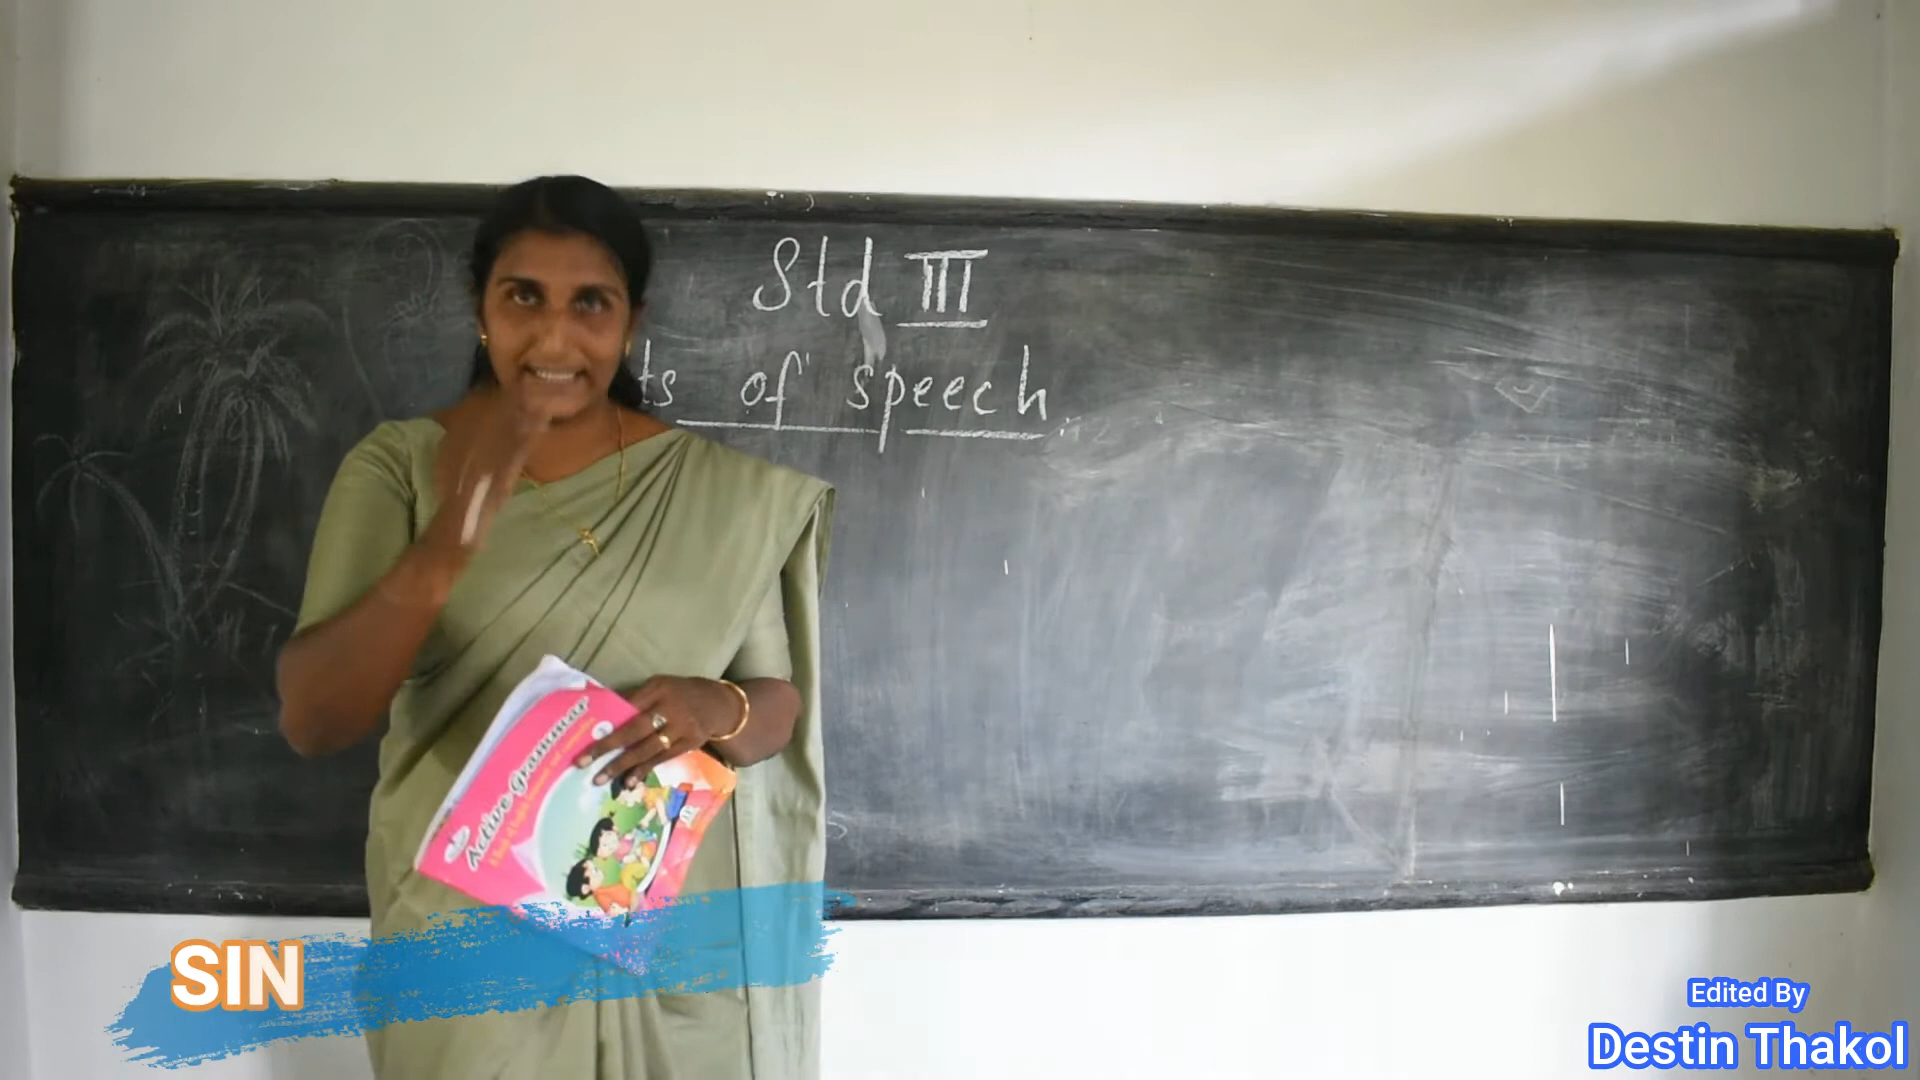 Std III
ts of speech.
Active Grammar
SIN
Edited By
Destin Thakol